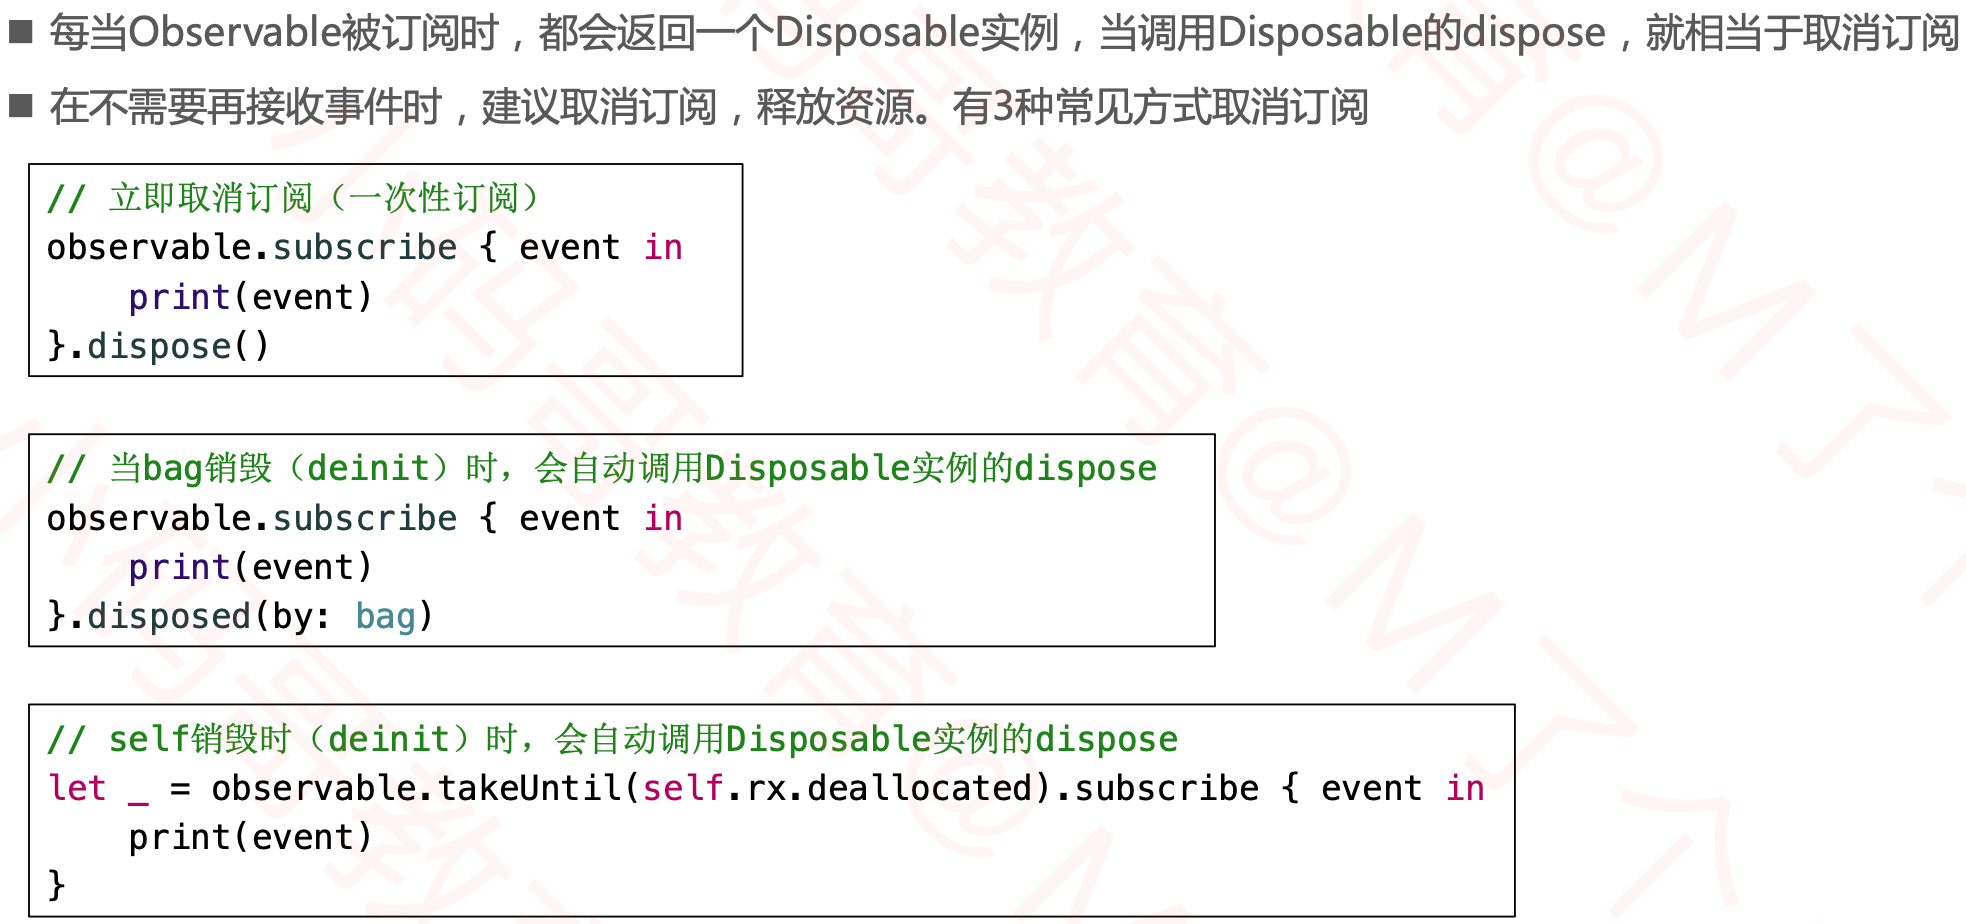 ■ 每当Observable被订阅时，都会返回一个Disposable实例，当调用Disposable的dispose，就相当于取消订阅
■ 在不需要再接收事件时，建议取消订阅，释放资源。有3种常见方式取消订阅
// 立即取消订阅（一次性订阅）
observable.subscribe { event in
    print(event)
}.dispose()
// 当bag销毁（deinit）时，会自动调用Disposable实例的dispose
observable.subscribe { event in
    print(event)
}.disposed(by: bag)
// self销毁时（deinit）时，会自动调用Disposable实例的dispose
let _ = observable.takeUntil(self.rx.deallocated).subscribe { event in
    print(event)
}
小码哥教育@M了个